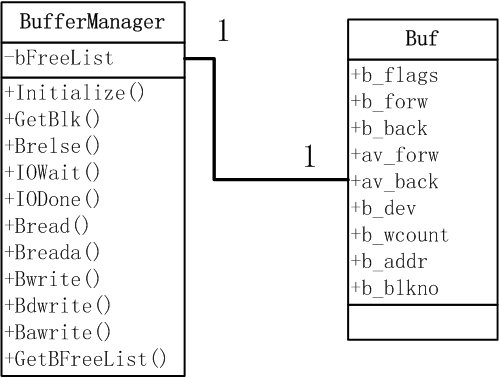 BufferManager
-bFreeList
+Initialize()
+GetBlk()
+Brelse()
+IOWait()
+IODone()
+Bread()
+Breada()
+Bwrite()
+Bdwrite()
+Bawrite()
+GetBFreeList()
1
1
Buf
+b_flags
+b_forw
+b_back
+av_forw
+av_back
+b_dev
+b_wcount
+b_addr
+b_blkno